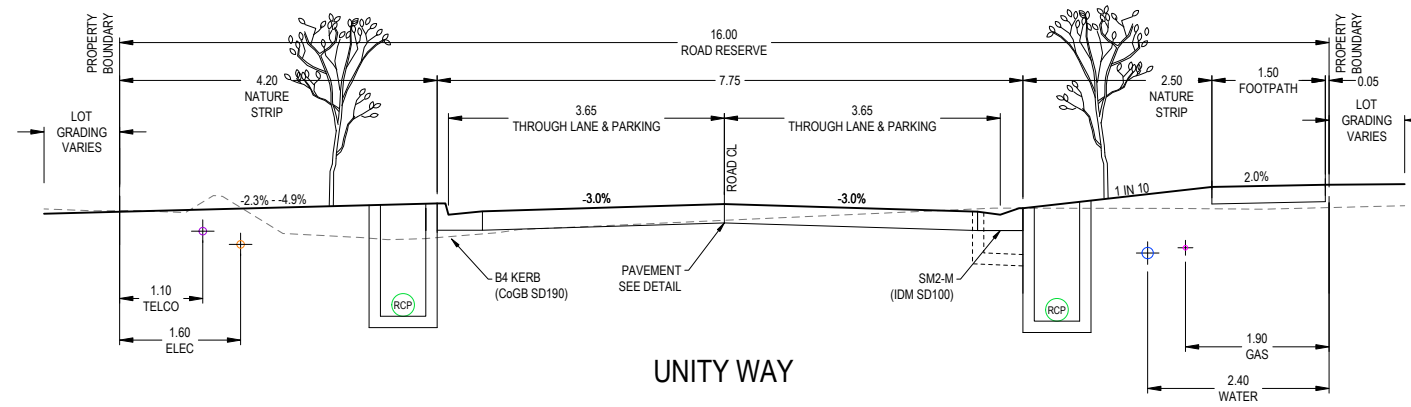 PROPERTY
BOUNDARY
16.00
ROAD RESERVE
PROPERTY
BOUNDARY
4.20
NATURE
STRIP
7.75
2.50
NATURE
STRIP
1.50
FOOTPATH
0.05
LOT
GRADING
VARIES
3.65
THROUGH LANE & PARKING
3.65
THROUGH LANE & PARKING
LOT
GRADING
VARIES
ROAD CL
-2.3% - -4.9%
-3.0%
-3.0%
1 IN 10
2.0%
B4 KERB
(CoGB SD190)
PAVEMENT
SEE DETAIL
SM2-M
(IDM SD100)
1.10
TELCO
RCP
RCP
1.60
ELEC
1.90
GAS
2.40
WATER
UNITY WAY